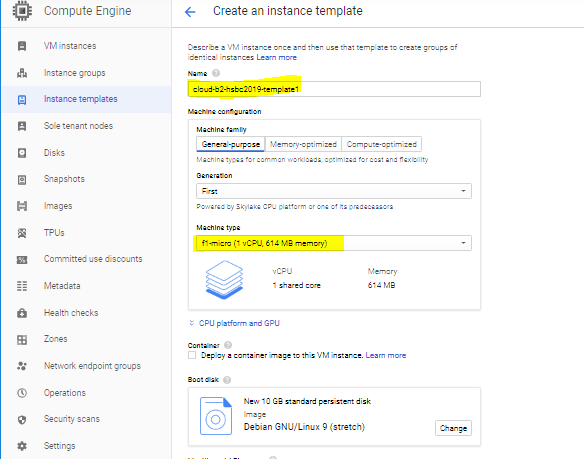 Compute Engine
VM instances
Instance groups
Instance templates
Sole tenant nodes
Disks
Snapshots
Images
TPUs
Committed use discounts
Metadata
Health checks
Zones
Network endpoint groups
Operations
Security scans
Settings
Create an instance template
Describe a VM instance once and then use that template to create groups of
identical instances Learn more
Name
cloud-b2-hsbc2019-template1
Machine configuration
Machine family
General-purpose Memory-optimized Compute-optimized
Machine types for common workloads, optimized for cost and flexibility
Generation
First
Powered by Skylake CPU platform or one of its predecessors
Machine type
f1-micro (1 vCPU, 614 MB memory)
vCPU Memory
1 shared core 614 MB
CPU platform and GPU
Container
Deploy a container image to this VM instance. Learn more
Boot disk
New 10 GB standard persistent disk
Image
Debian GNU/Linux 9 (stretch)
Change